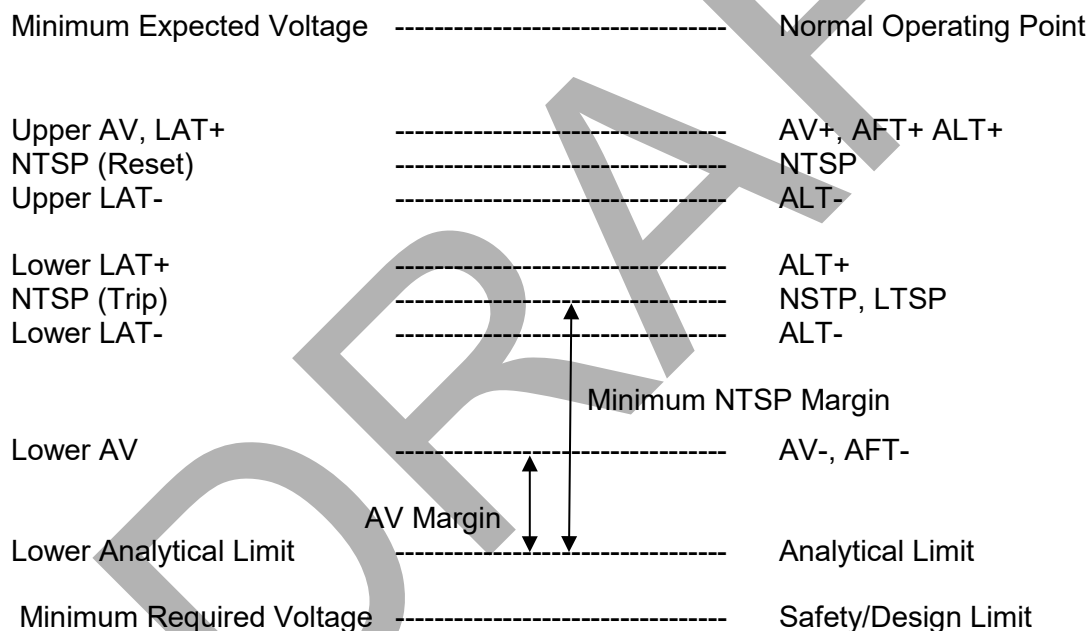 Minimum Expected Voltage -------------------------------- Normal Operating Point
Upper AV, LAT+ -------------------------------- AV+, AFT+ ALT+
NTSP (Reset) -------------------------------- NTSP
Upper LAT- -------------------------------- ALT-
Lower LAT+ -------------------------------- ALT+
NTSP (Trip) -------------------------------- NSTP, LTSP
Lower LAT- -------------------------------- ALT-
Minimum NTSP Margin
Lower AV -------------------------------- AV-, AFT-
AV Margin
Lower Analytical Limit -------------------------------- Analytical Limit
Minimum Required Voltage -------------------------------- Safety/Design Limit
DRAF